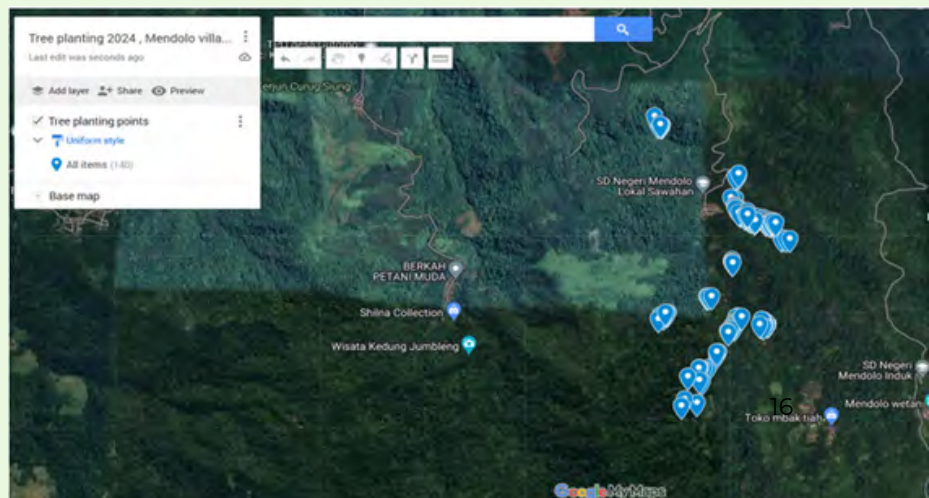 Tree planting 2024 , Mendolo villa...
Last edit was seconds ago
Add layer
Share
Preview
Tree planting points
Uniform style
All items (140)
Base map
Curug Siung
SD Negeri Mendolo
Lokal Sawahan
BERKAH
PETANI MUDA
Shilna Collection
Wisata Kedung Jumbleng
SD Negeri
Mendolo Induk
16
Mendolo wetan
Toko mbak tiah
Google My Maps